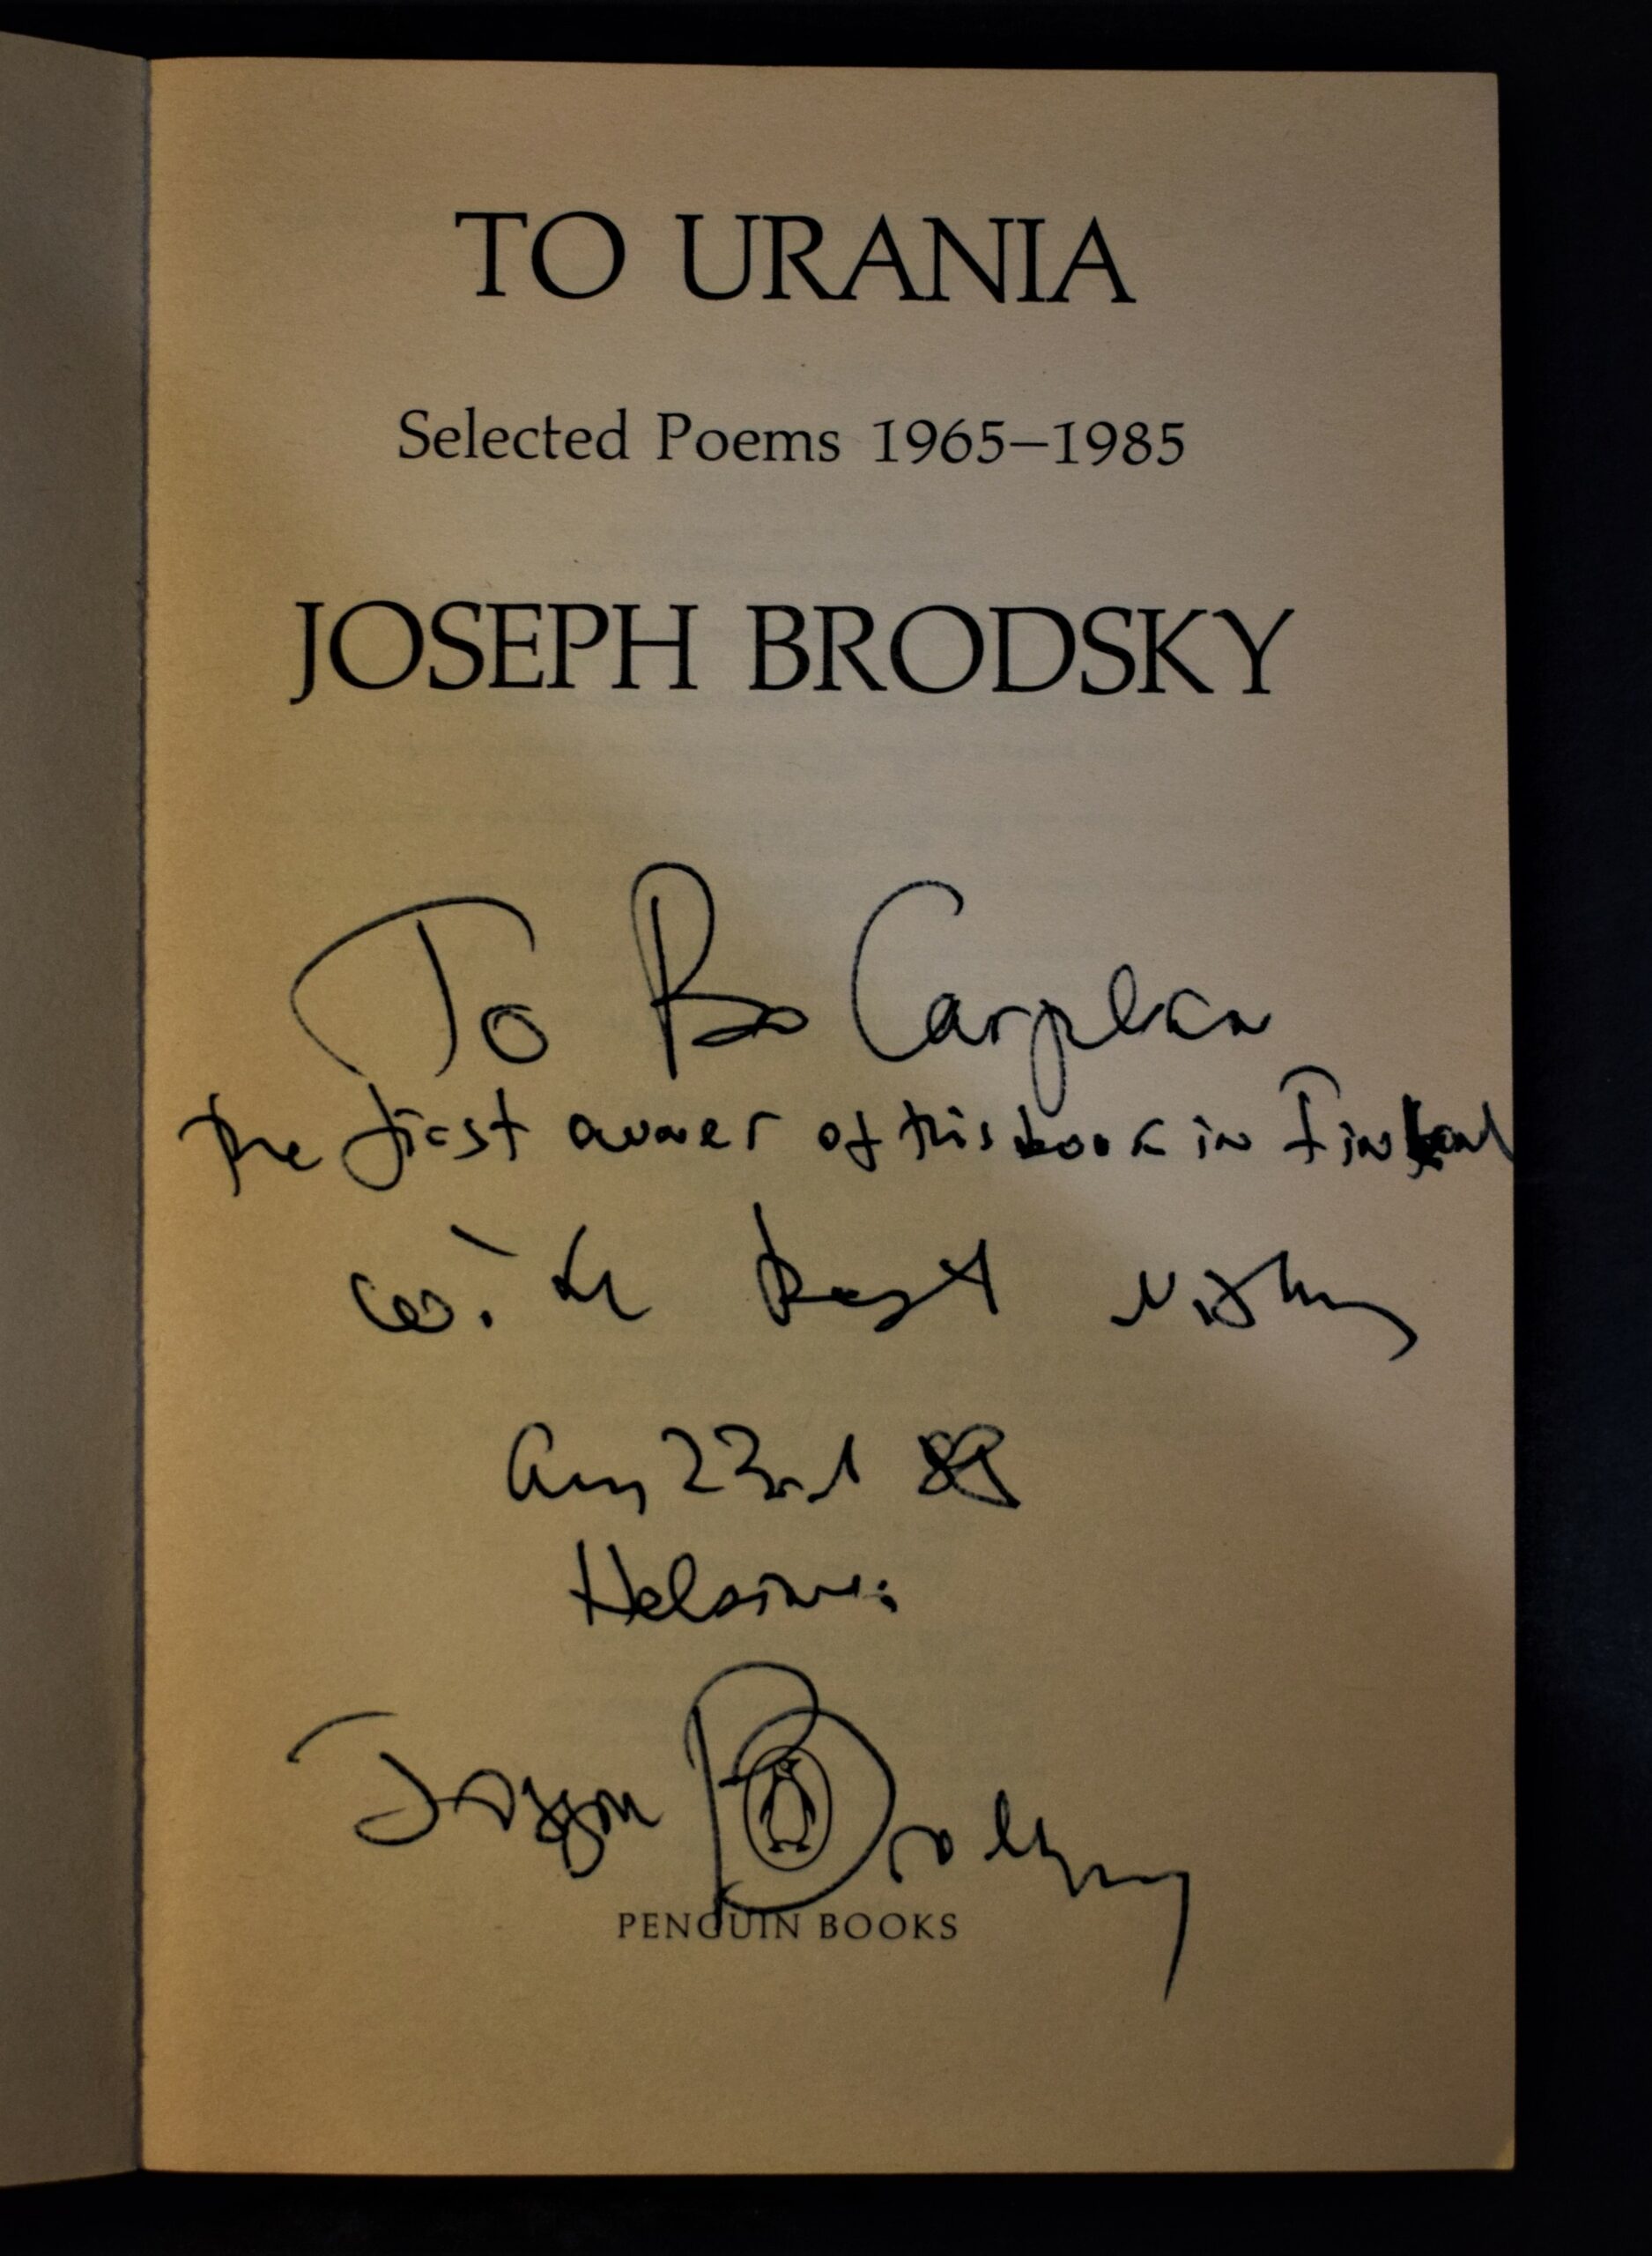 TO URANIA
Selected Poems 1965–1985
JOSEPH BRODSKY
To Bo Carpelan
the first owner of this book in Finland
with best wishes
Aug 23rd 88
Helsinki
Joseph Brodsky
PENGUIN BOOKS